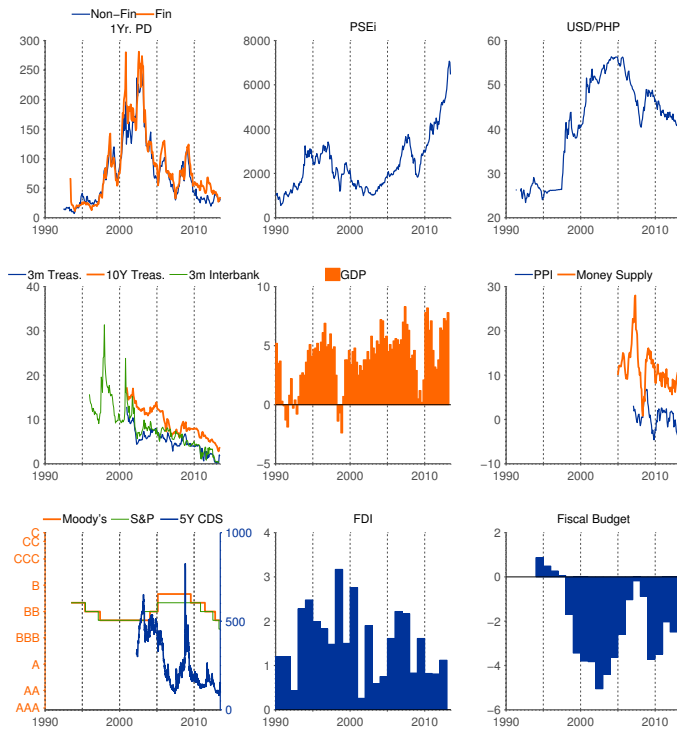 Non−Fin Fin
1Yr. PD
300
250
200
150
100
50
0
1990 2000 2010
PSEi
8000
6000
4000
2000
0
1990 2000 2010
USD/PHP
60
50
40
30
20
1990 2000 2010
3m Treas. 10Y Treas. 3m Interbank
40
30
20
10
0
1990 2000 2010
GDP
10
5
0
−5
1990 2000 2010
PPI Money Supply
40
30
20
10
0
−10
1990 2000 2010
Moody's S&P 5Y CDS
C
CC
CCC
B
BB
BBB
A
AA
AAA
1000
500
0
1990 2000 2010
FDI
4
3
2
1
0
1990 2000 2010
Fiscal Budget
2
0
−2
−4
−6
1990 2000 2010